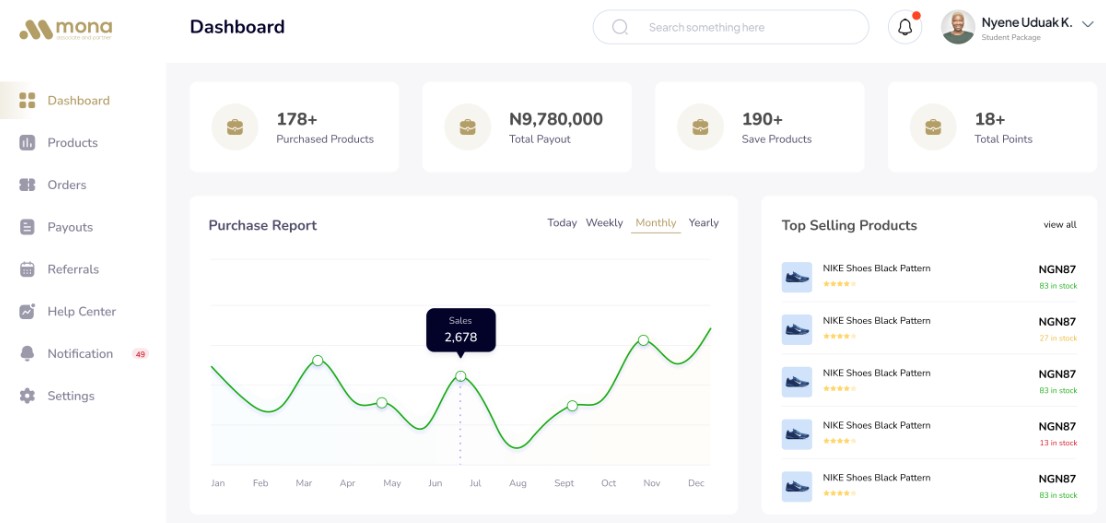 mona
associate and partner
Dashboard
Search something here
Nyene Uduak K.
Student Package
Dashboard
Products
Orders
Payouts
Referrals
Help Center
Notification 49
Settings
178+
Purchased Products
N9,780,000
Total Payout
190+
Save Products
18+
Total Points
Purchase Report
Today Weekly Monthly Yearly
Sales
2,678
Jan Feb Mar Apr May Jun Jul Aug Sept Oct Nov Dec
Top Selling Products view all
NIKE Shoes Black Pattern NGN87
83 in stock
NIKE Shoes Black Pattern NGN87
27 in stock
NIKE Shoes Black Pattern NGN87
83 in stock
NIKE Shoes Black Pattern NGN87
13 in stock
NIKE Shoes Black Pattern NGN87
83 in stock